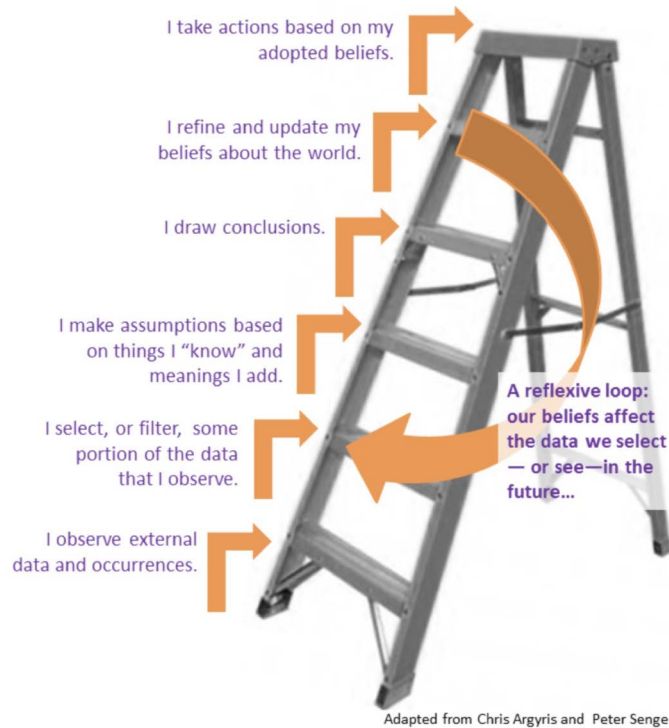 I take actions based on my
adopted beliefs.
I refine and update my
beliefs about the world.
I draw conclusions.
I make assumptions based
on things I “know” and
meanings I add.
I select, or filter, some
portion of the data
that I observe.
I observe external
data and occurrences.
A reflexive loop:
our beliefs affect
the data we select
— or see—in the
future…
Adapted from Chris Argyris and Peter Senge